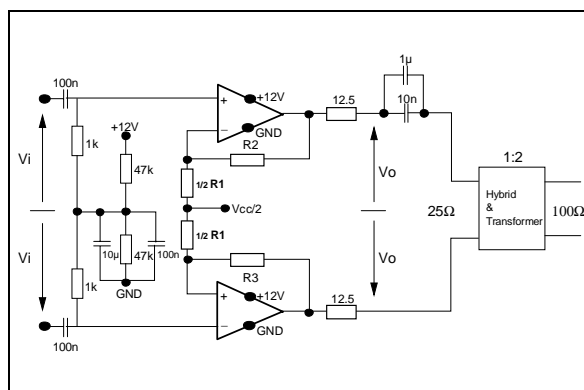 1µ
100n
+12V
12.5
10n
+
−
GND
+12V
1k
R2
1:2
Vi
47k
1/2 R1
Vo
Hybrid
&
Transformer
Vcc/2
25Ω
100Ω
Vi
1/2 R1
Vo
10µ
47k
100n
1k
GND
R3
+
+12V
12.5
−
GND
100n